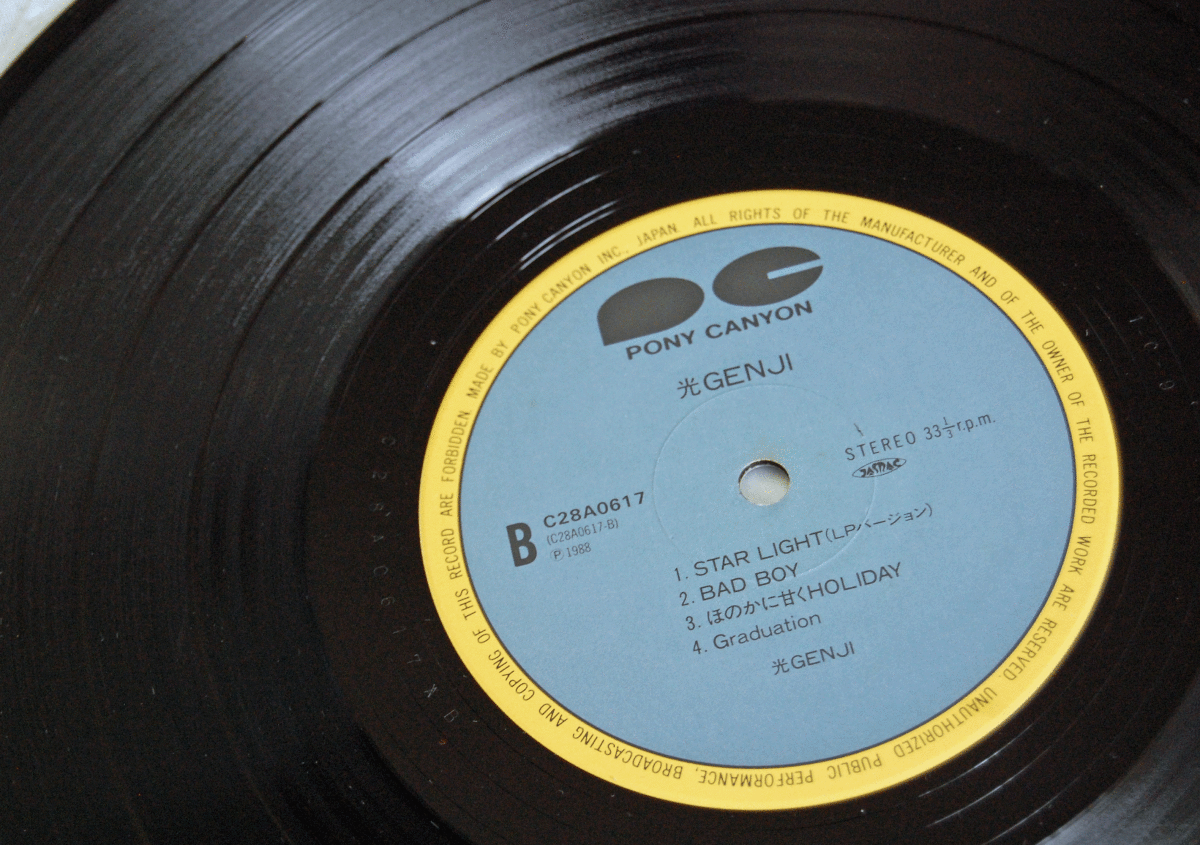 MADE BY PONY CANYON INC., JAPAN. ALL RIGHTS OF THE MANUFACTURER AND OF THE OWNER OF THE RECORDED WORK ARE RESERVED. UNAUTHORIZED PUBLIC PERFORMANCE, BROADCASTING AND COPYING OF THIS RECORD ARE FORBIDDEN.
PONY CANYON
光GENJI
STEREO 33 1/3 r.p.m.
JASRAC
B
C28A0617
(C28A0617-B)
Ⓟ 1988
1. STAR LIGHT(LPバージョン)
2. BAD BOY
3. ほのかに甘くHOLIDAY
4. Graduation
光GENJI